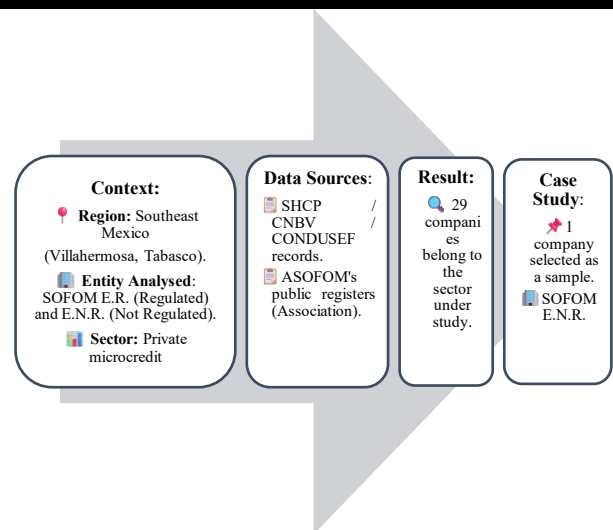 Context:
📍 Region: Southeast
Mexico
(Villahermosa, Tabasco).
🏢 Entity Analysed:
SOFOM E.R. (Regulated)
and E.N.R. (Not Regulated).
📊 Sector: Private
microcredit
Data Sources:
📋 SHCP /
CNBV /
CONDUSEF
records.
📋 ASOFOM's
public registers
(Association).
Result:
🔍 29
compani
es
belong to
the
sector
under
study.
Case
Study:
📌 1
company
selected as
a sample.
🏢 SOFOM
E.N.R.